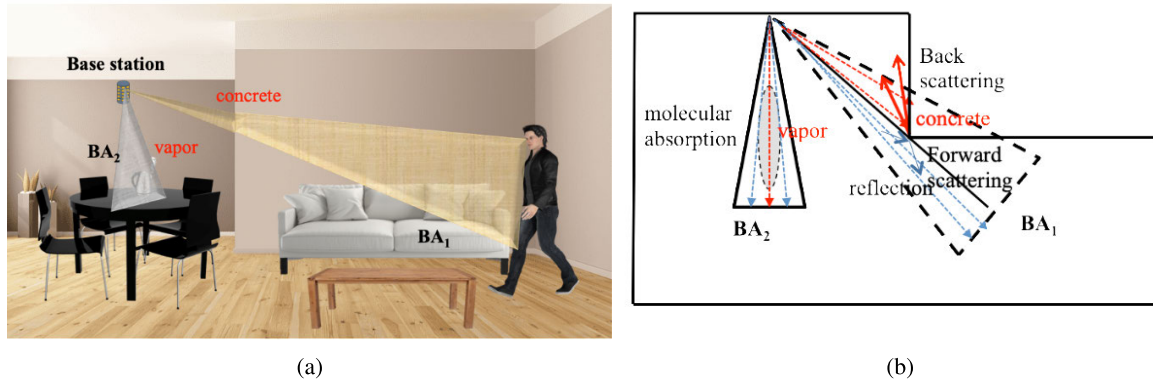 Base station
concrete
BA2
vapor
BA1
(a)
Back
scattering
concrete
molecular
absorption
vapor
Forward
scattering
reflection
BA2
BA1
(b)